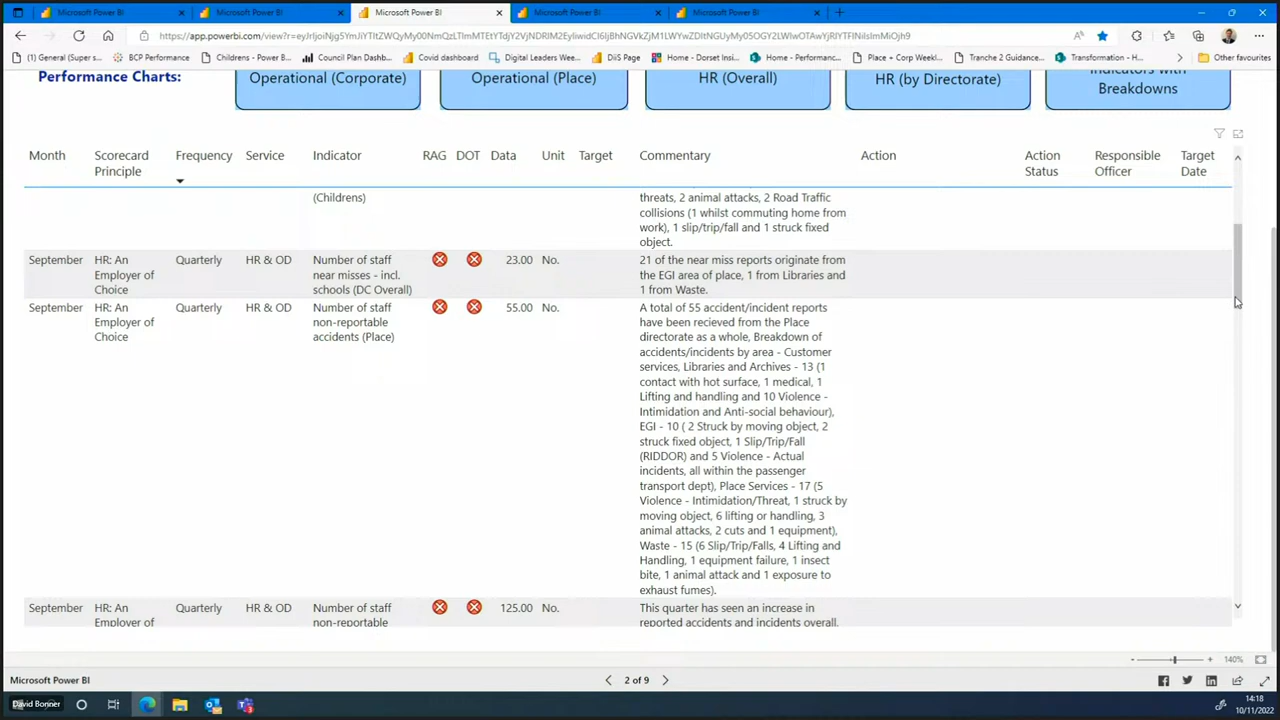 Microsoft Power BI
Microsoft Power BI
Microsoft Power BI
Microsoft Power BI
Microsoft Power BI
(1) General (Super s...
BCP Performance
Childrens - Power B...
Council Plan Dashb...
Covid dashboard
Digital Leaders Wee...
DiiS Page
Home - Dorset Insi...
Home - Performanc...
Place + Corp Weekl...
Tranche 2 Guidance...
Transformation - H...
Other favourites
Performance Charts:
Operational (Corporate)
Operational (Place)
HR (Overall)
HR (by Directorate)
Indicators with
Breakdowns
Month
Scorecard
Principle
Frequency
Service
Indicator
RAG
DOT
Data
Unit
Target
Commentary
Action
Action
Status
Responsible
Officer
Target
Date
(Childrens)
threats, 2 animal attacks, 2 Road Traffic
collisions (1 whilst commuting home from
work), 1 slip/trip/fall and 1 struck fixed
object.
September
HR: An
Employer of
Choice
Quarterly
HR & OD
Number of staff
near misses - incl.
schools (DC Overall)
23.00
No.
21 of the near miss reports originate from
the EGI area of place, 1 from Libraries and
1 from Waste.
September
HR: An
Employer of
Choice
Quarterly
HR & OD
Number of staff
non-reportable
accidents (Place)
55.00
No.
A total of 55 accident/incident reports
have been recieved from the Place
directorate as a whole, Breakdown of
accidents/incidents by area - Customer
services, Libraries and Archives - 13 (1
contact with hot surface, 1 medical, 1
Lifting and handling and 10 Violence -
Intimidation and Anti-social behaviour),
EGI - 10 ( 2 Struck by moving object, 2
struck fixed object, 1 Slip/Trip/Fall
(RIDDOR) and 5 Violence - Actual
incidents, all within the passenger
transport dept), Place Services - 17 (5
Violence - Intimidation/Threat, 1 struck by
moving object, 6 lifting or handling, 3
animal attacks, 2 cuts and 1 equipment),
Waste - 15 (6 Slip/Trip/Falls, 4 Lifting and
Handling, 1 equipment failure, 1 insect
bite, 1 animal attack and 1 exposure to
exhaust fumes).
September
HR: An
Employer of
Quarterly
HR & OD
Number of staff
non-reportable
125.00
No.
This quarter has seen an increase in
reported accidents and incidents overall.
140%
Microsoft Power BI
2 of 9
David Bonner
14:18
10/11/2022